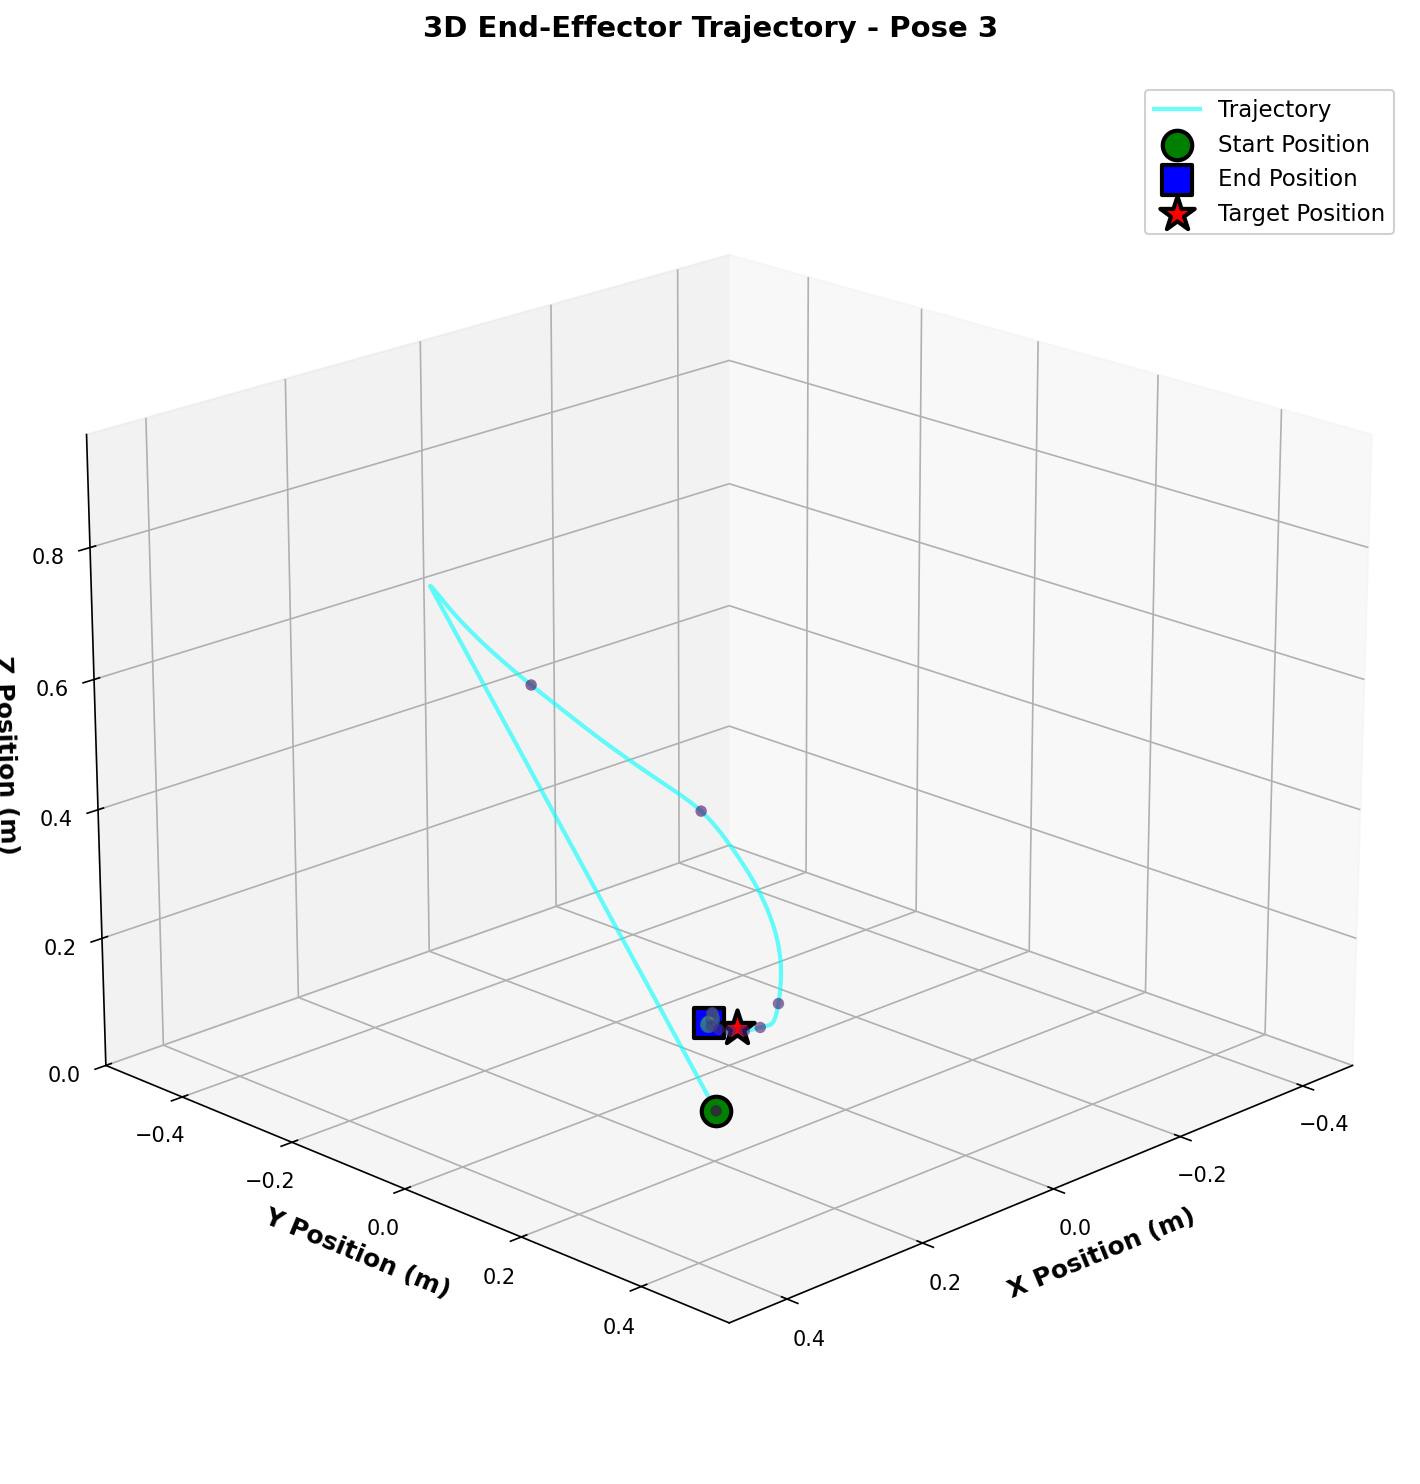 3D End-Effector Trajectory - Pose 3
Trajectory
Start Position
End Position
Target Position
0.8
0.6
0.4
0.2
0.0
Z Position (m)
−0.4
−0.2
0.0
0.2
0.4
Y Position (m)
−0.4
−0.2
0.0
0.2
0.4
X Position (m)